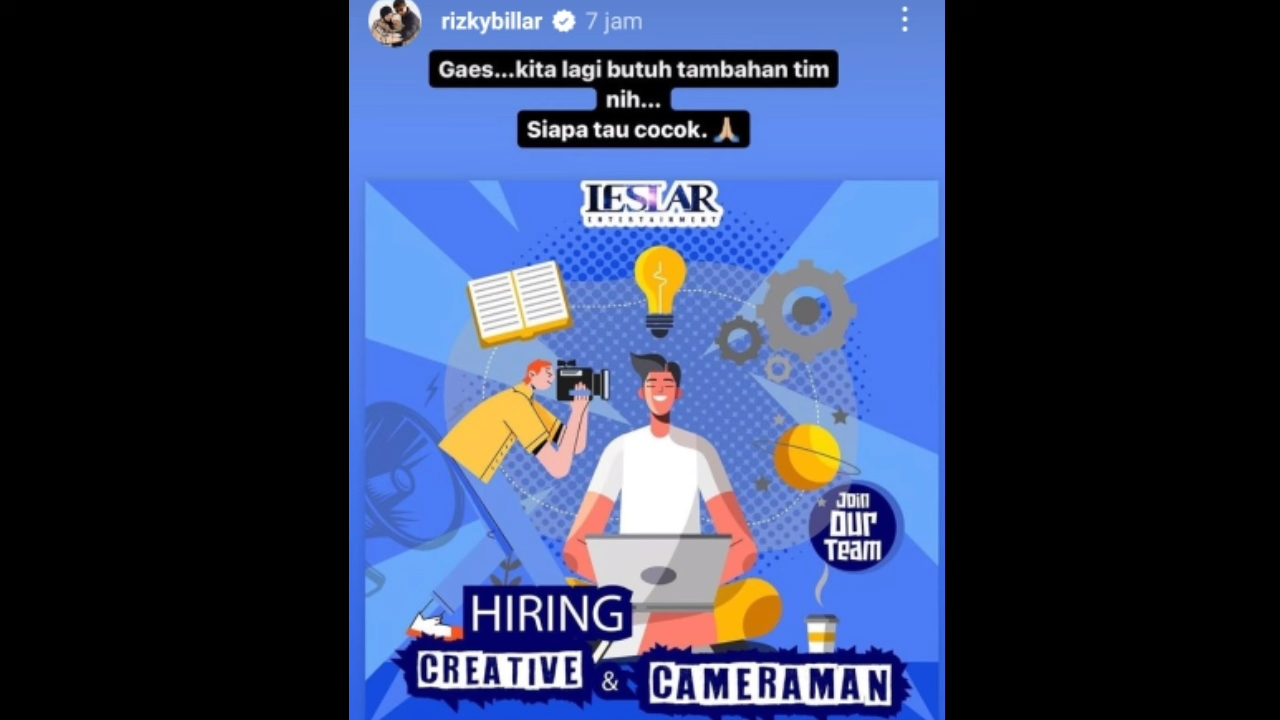 rizkybillar 7 jam
Gaes...kita lagi butuh tambahan tim
nih...
Siapa tau cocok. 🙏🏼
LESLAR
ENTERTAINMENT
Join
Our
Team
HIRING
CREATIVE & CAMERAMAN